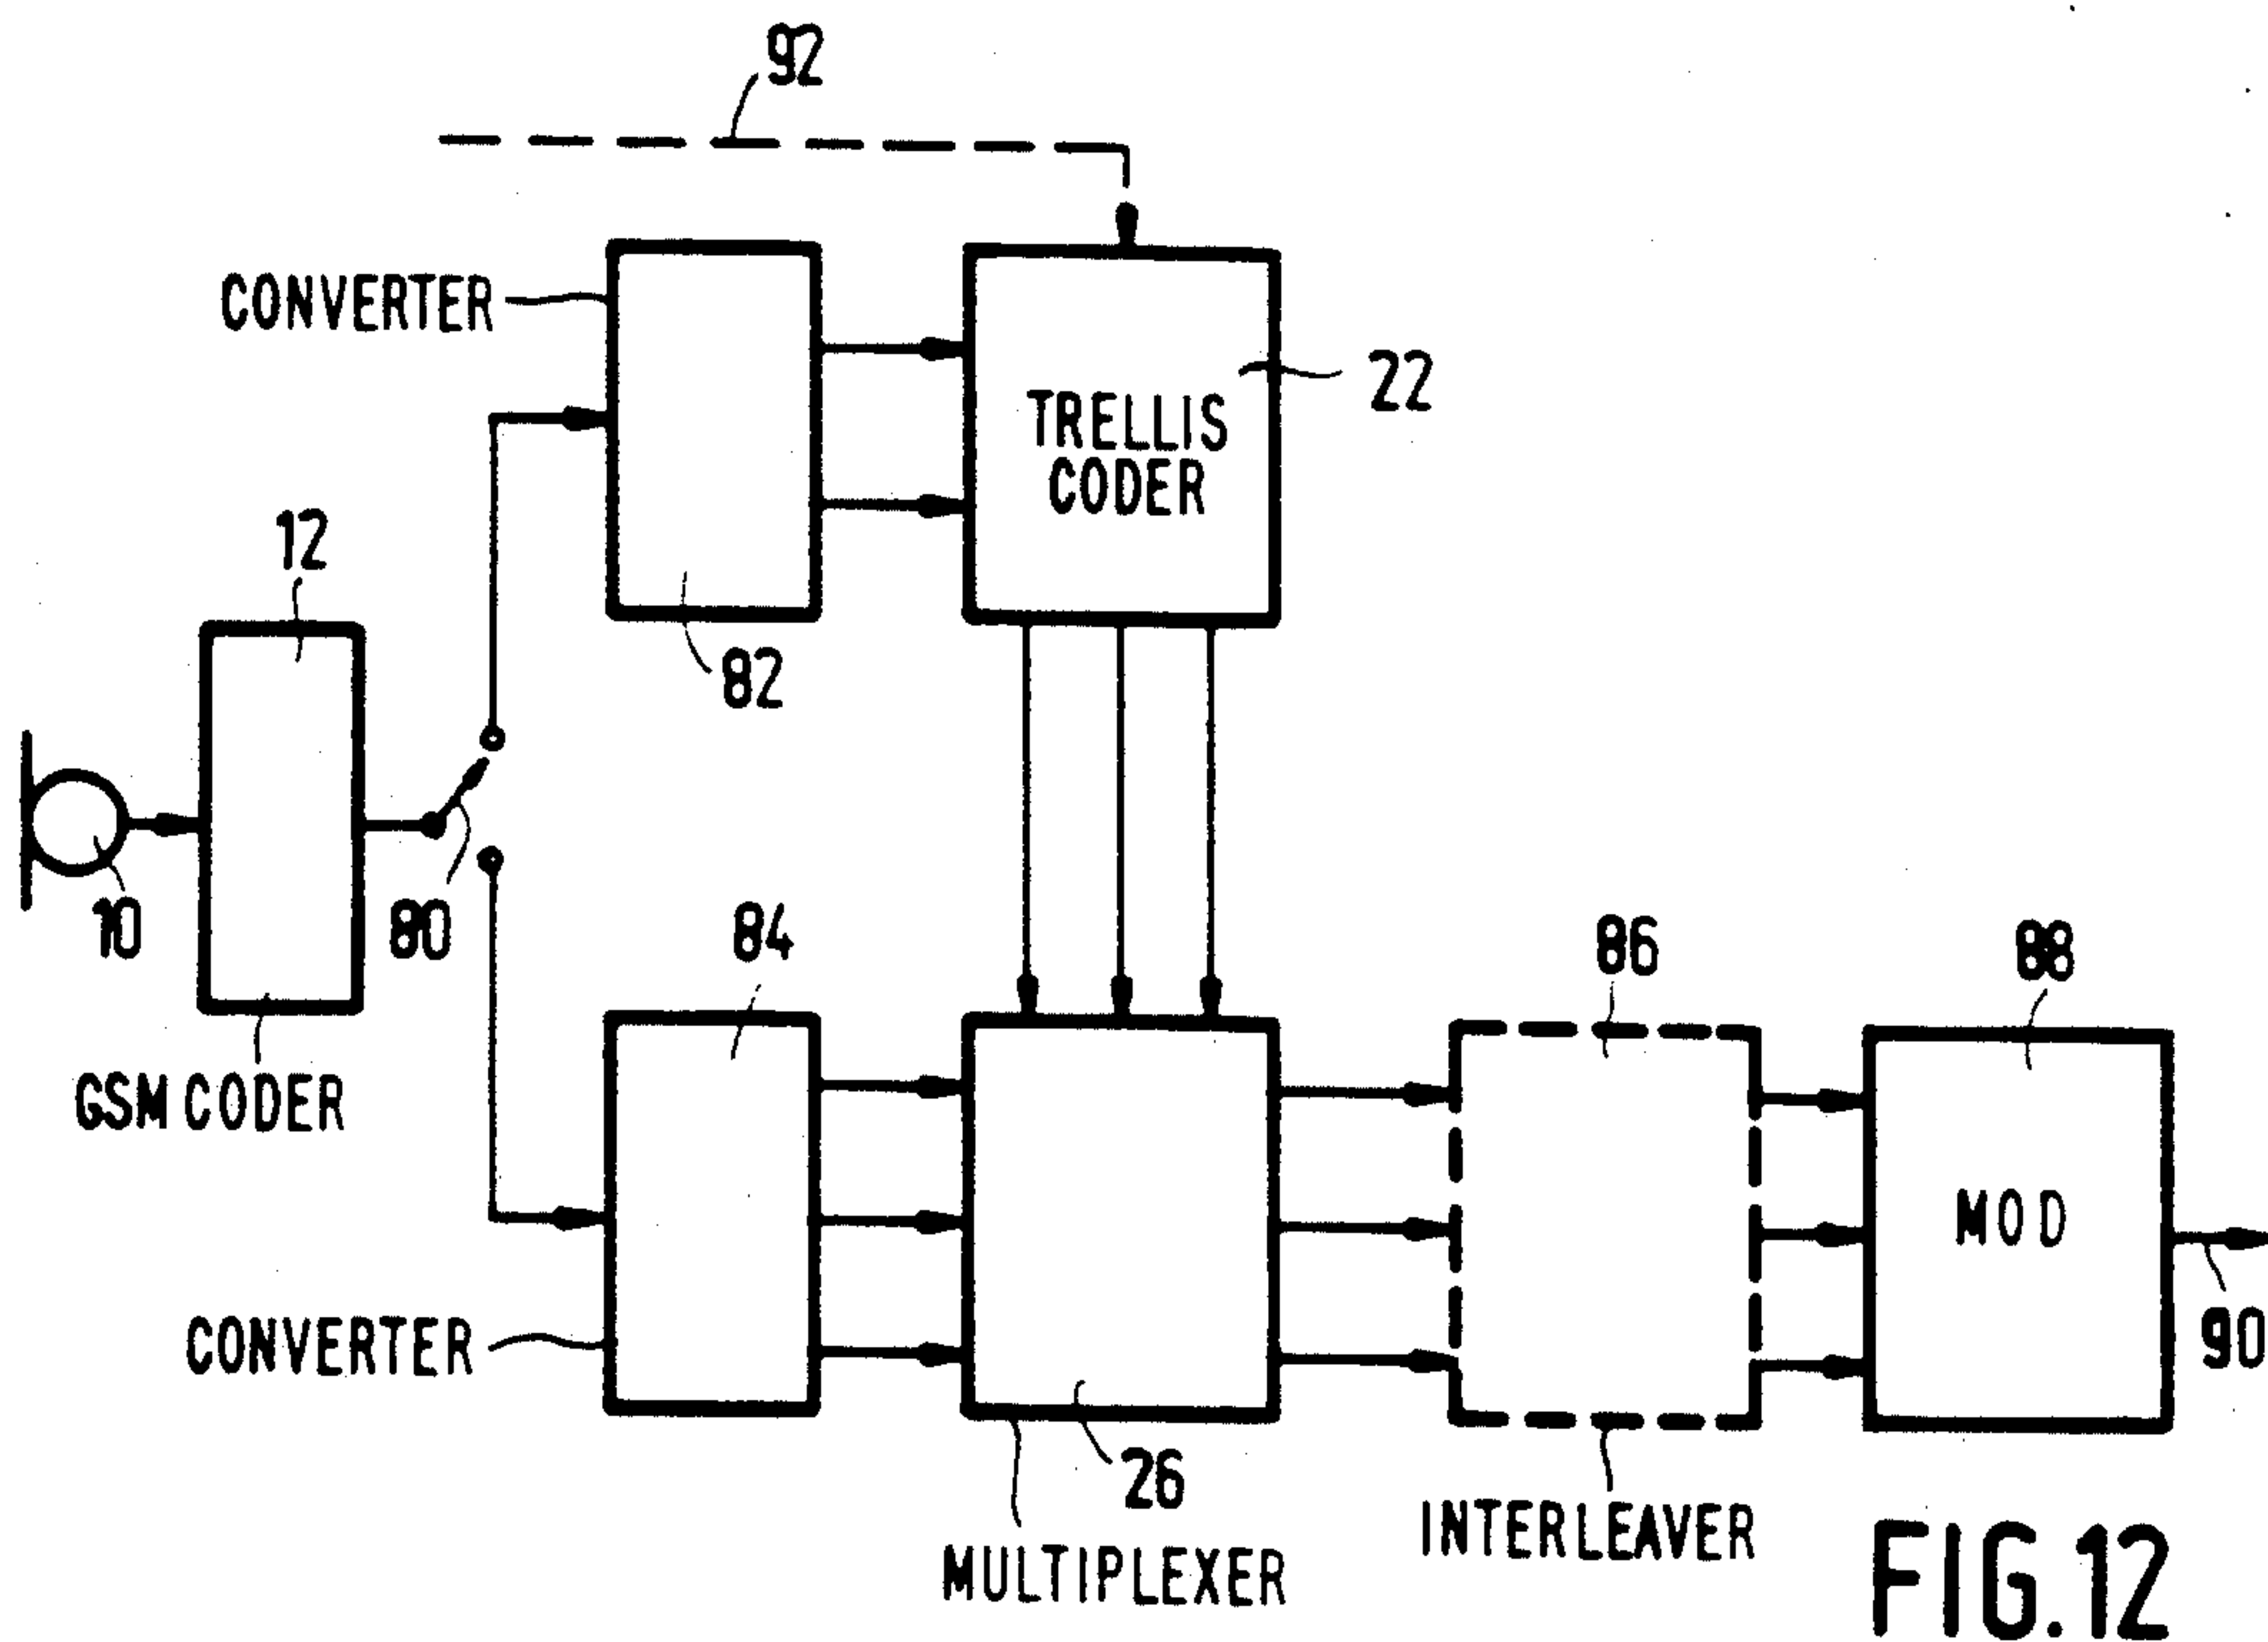 92
CONVERTER
22
TRELLIS
CODER
12
82
10
80
84
86
88
GSM CODER
MOD
90
CONVERTER
26
INTERLEAVER
MULTIPLEXER
FIG.12